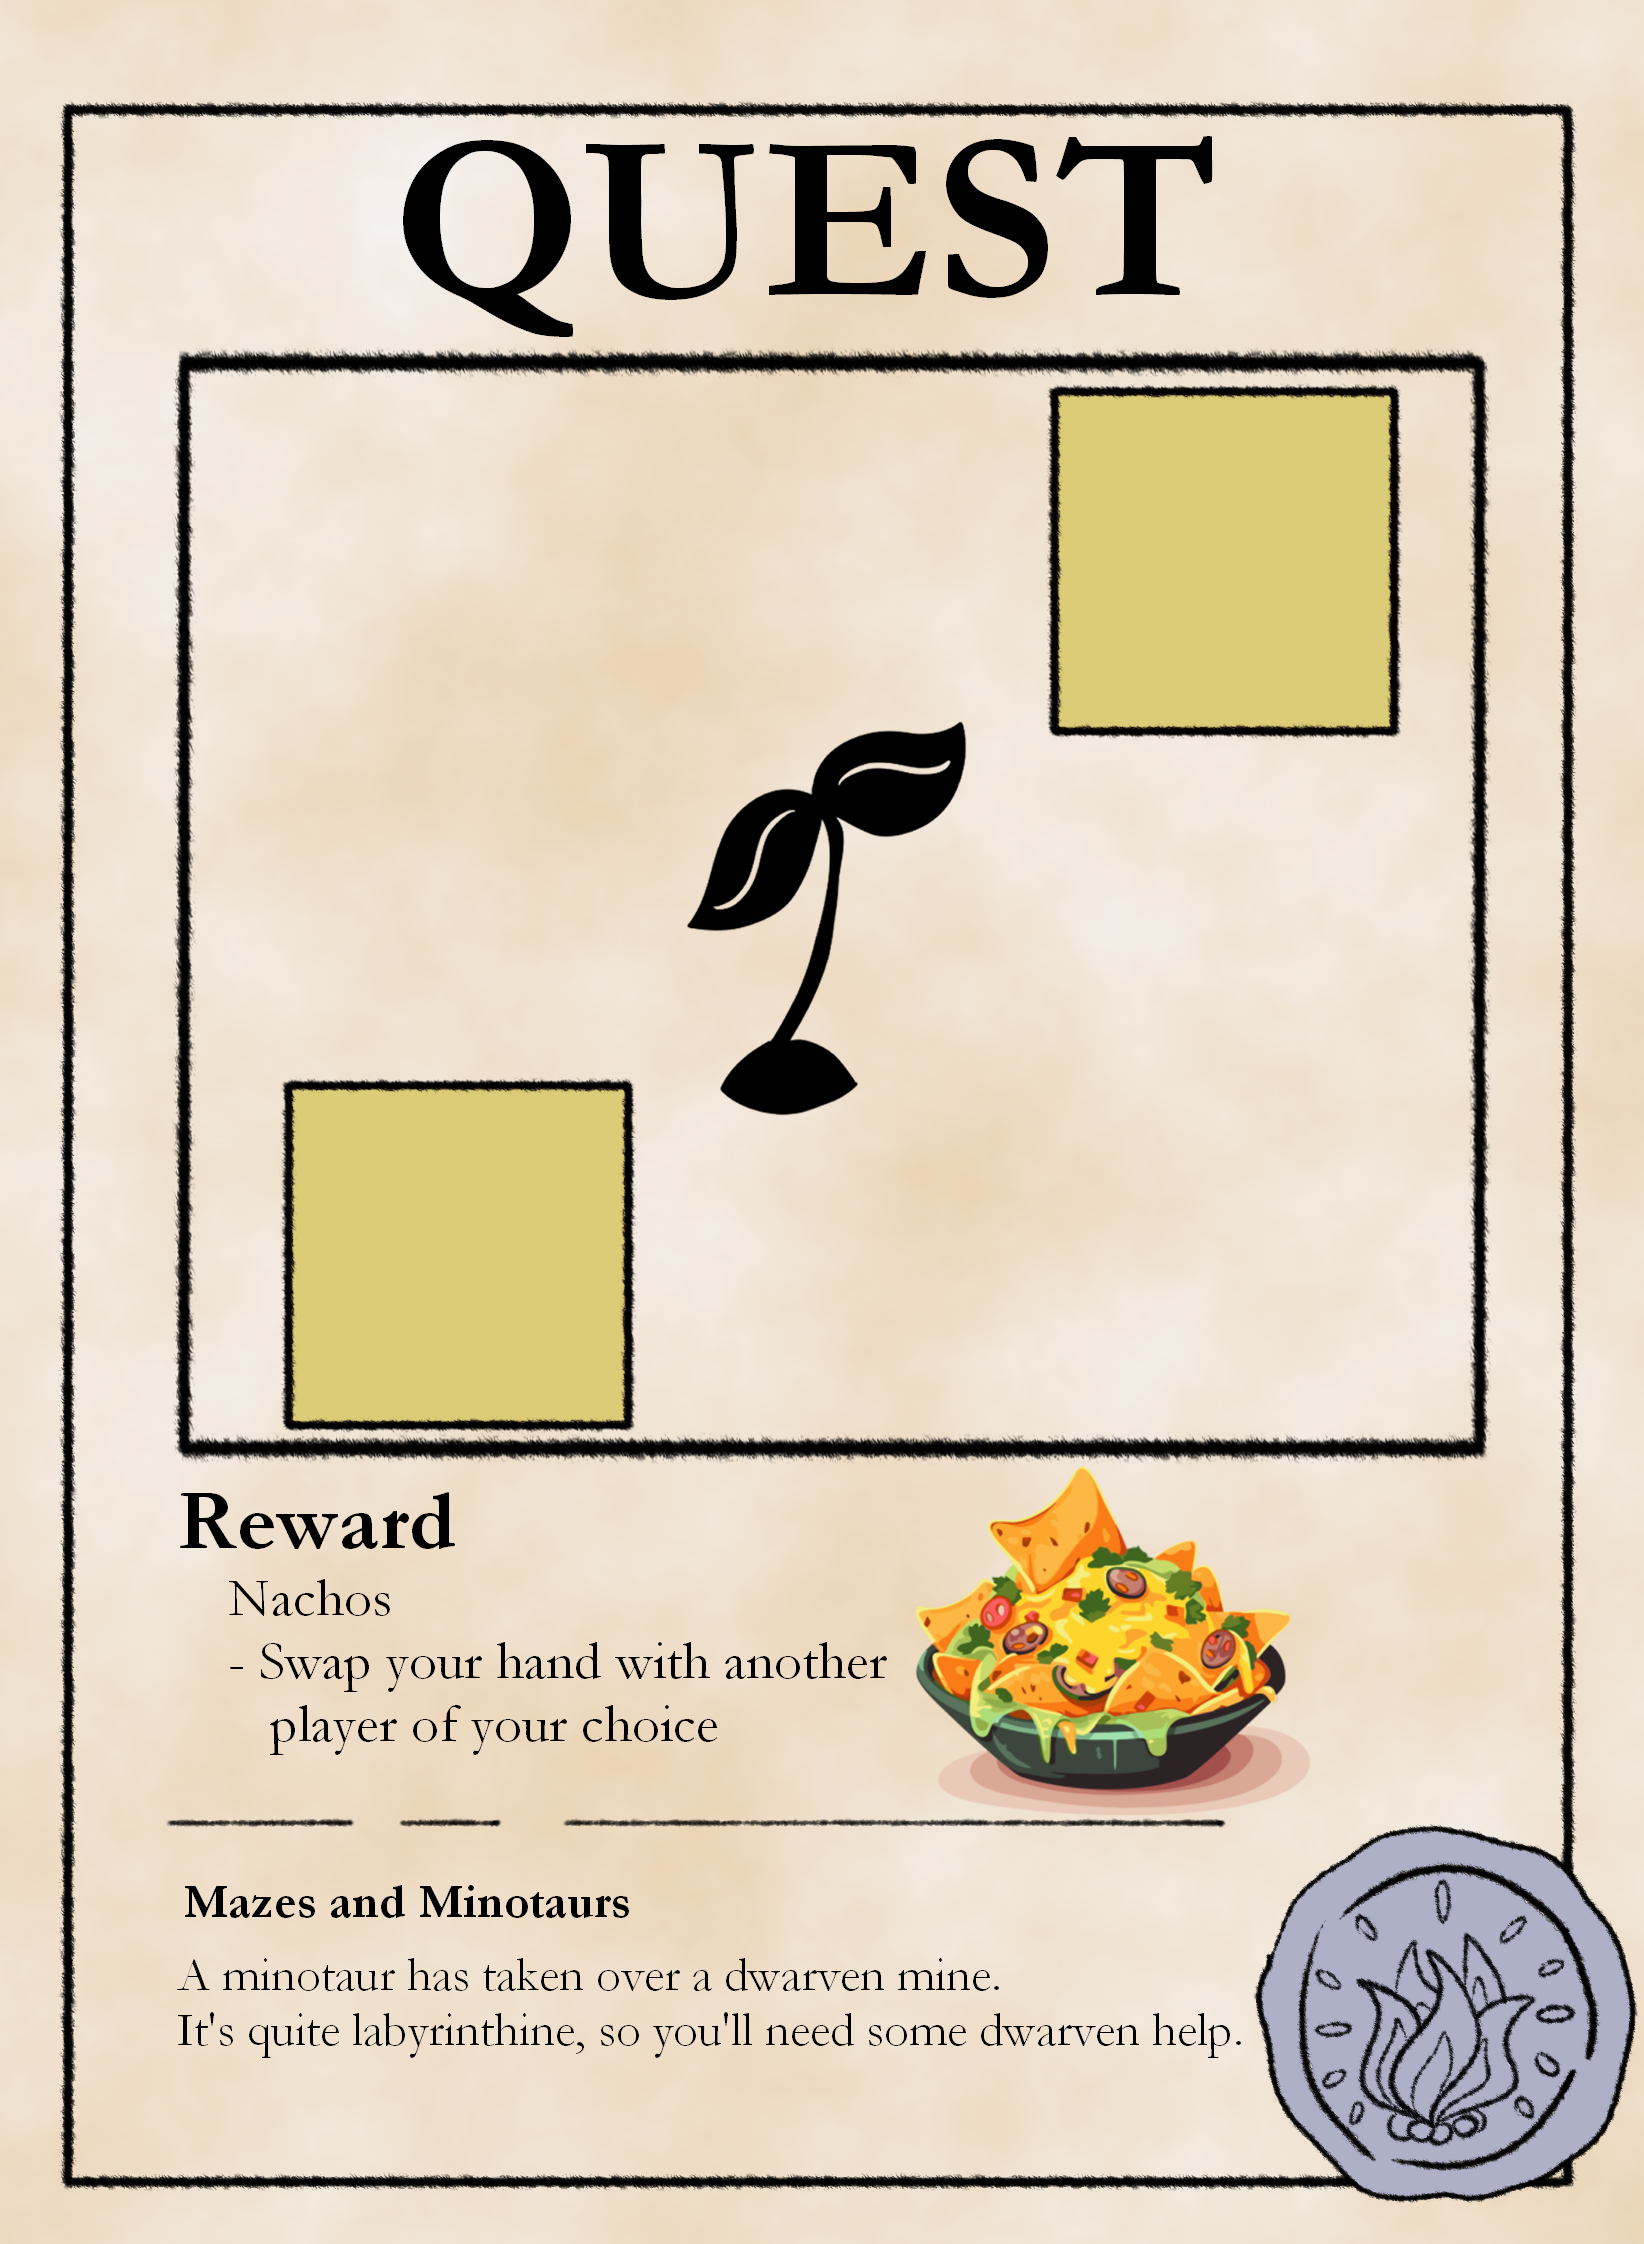 QUEST
Reward
Nachos
- Swap your hand with another
player of your choice
Mazes and Minotaurs
A minotaur has taken over a dwarven mine.
It's quite labyrinthine, so you'll need some dwarven help.